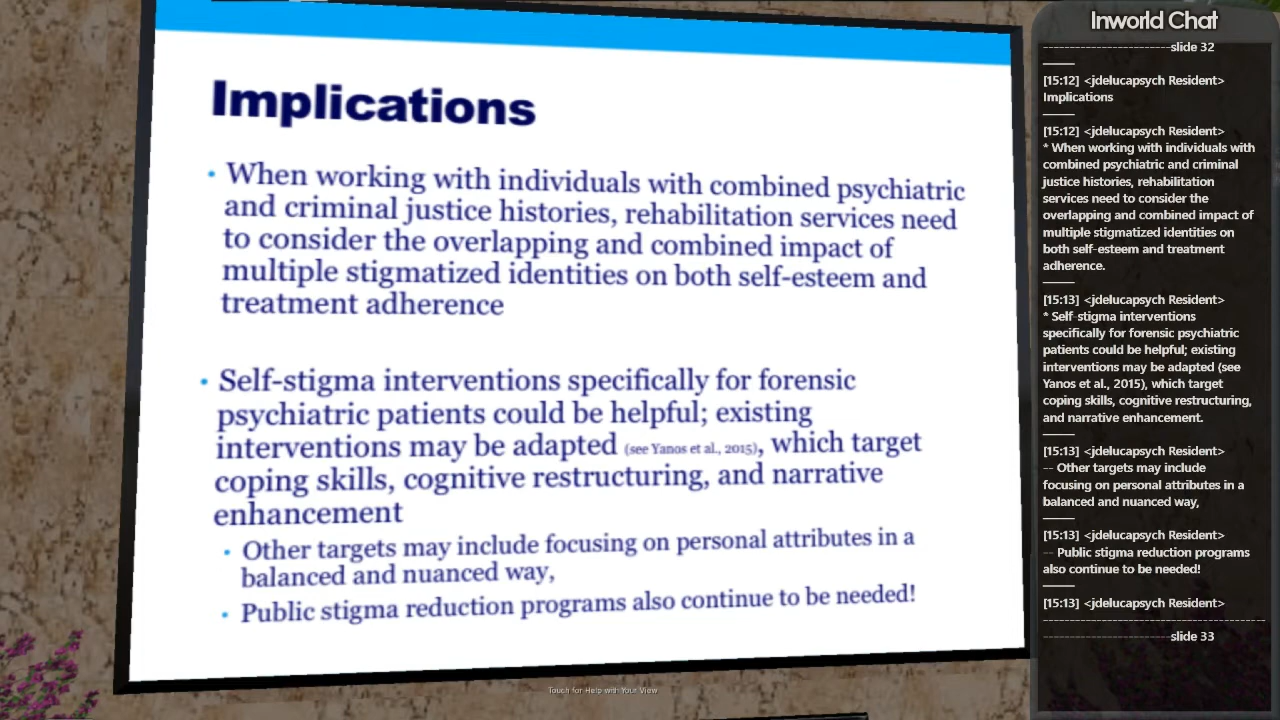 Implications
• When working with individuals with combined psychiatric
and criminal justice histories, rehabilitation services need
to consider the overlapping and combined impact of
multiple stigmatized identities on both self-esteem and
treatment adherence
• Self-stigma interventions specifically for forensic
psychiatric patients could be helpful; existing
interventions may be adapted (see Yanos et al., 2015), which target
coping skills, cognitive restructuring, and narrative
enhancement
• Other targets may include focusing on personal attributes in a
balanced and nuanced way,
• Public stigma reduction programs also continue to be needed!
Touch for Help with Your View
Inworld Chat
------------------------slide 32
[15:12] <jdelucapsych Resident>
Implications
[15:12] <jdelucapsych Resident>
* When working with individuals with
combined psychiatric and criminal
justice histories, rehabilitation
services need to consider the
overlapping and combined impact of
multiple stigmatized identities on
both self-esteem and treatment
adherence.
[15:13] <jdelucapsych Resident>
* Self-stigma interventions
specifically for forensic psychiatric
patients could be helpful; existing
interventions may be adapted (see
Yanos et al., 2015), which target
coping skills, cognitive restructuring,
and narrative enhancement.
[15:13] <jdelucapsych Resident>
-- Other targets may include
focusing on personal attributes in a
balanced and nuanced way,
[15:13] <jdelucapsych Resident>
-- Public stigma reduction programs
also continue to be needed!
[15:13] <jdelucapsych Resident>
------------------------------------------
------------------------slide 33